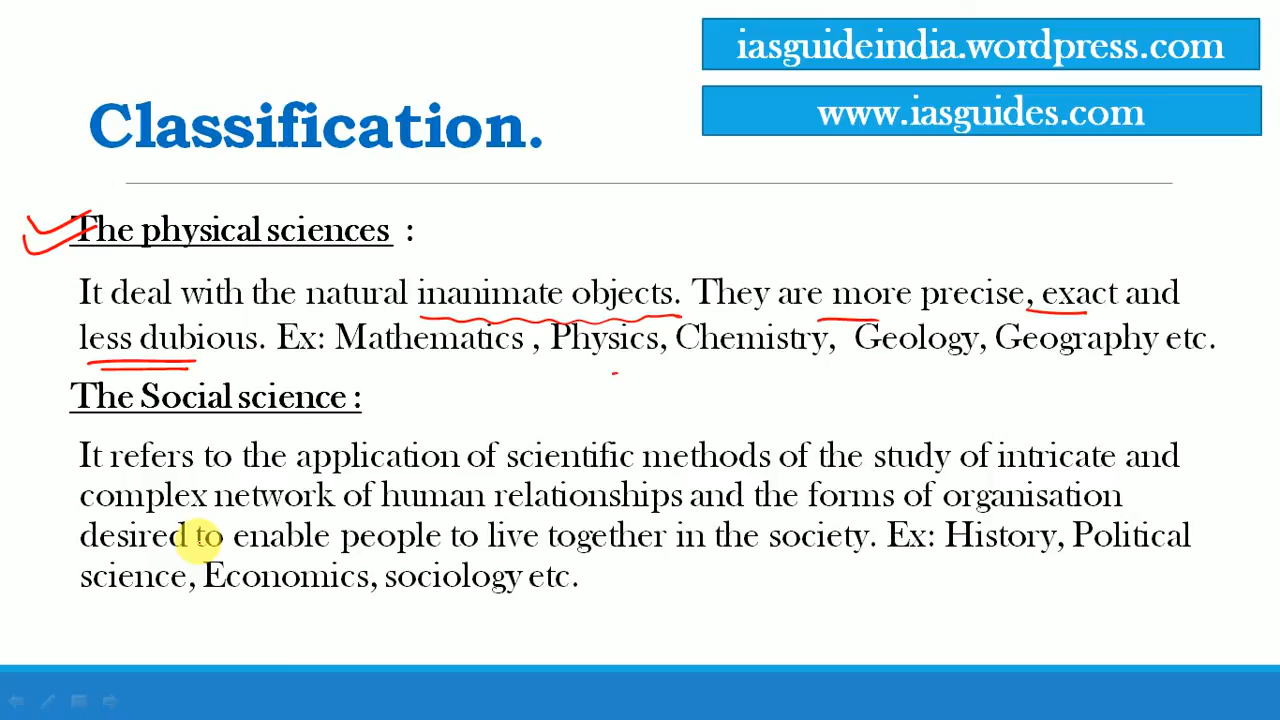 iasguideindia.wordpress.com
www.iasguides.com
Classification.
The physical sciences :
It deal with the natural inanimate objects. They are more precise, exact and
less dubious. Ex: Mathematics , Physics, Chemistry, Geology, Geography etc.
The Social science :
It refers to the application of scientific methods of the study of intricate and
complex network of human relationships and the forms of organisation
desired to enable people to live together in the society. Ex: History, Political
science, Economics, sociology etc.